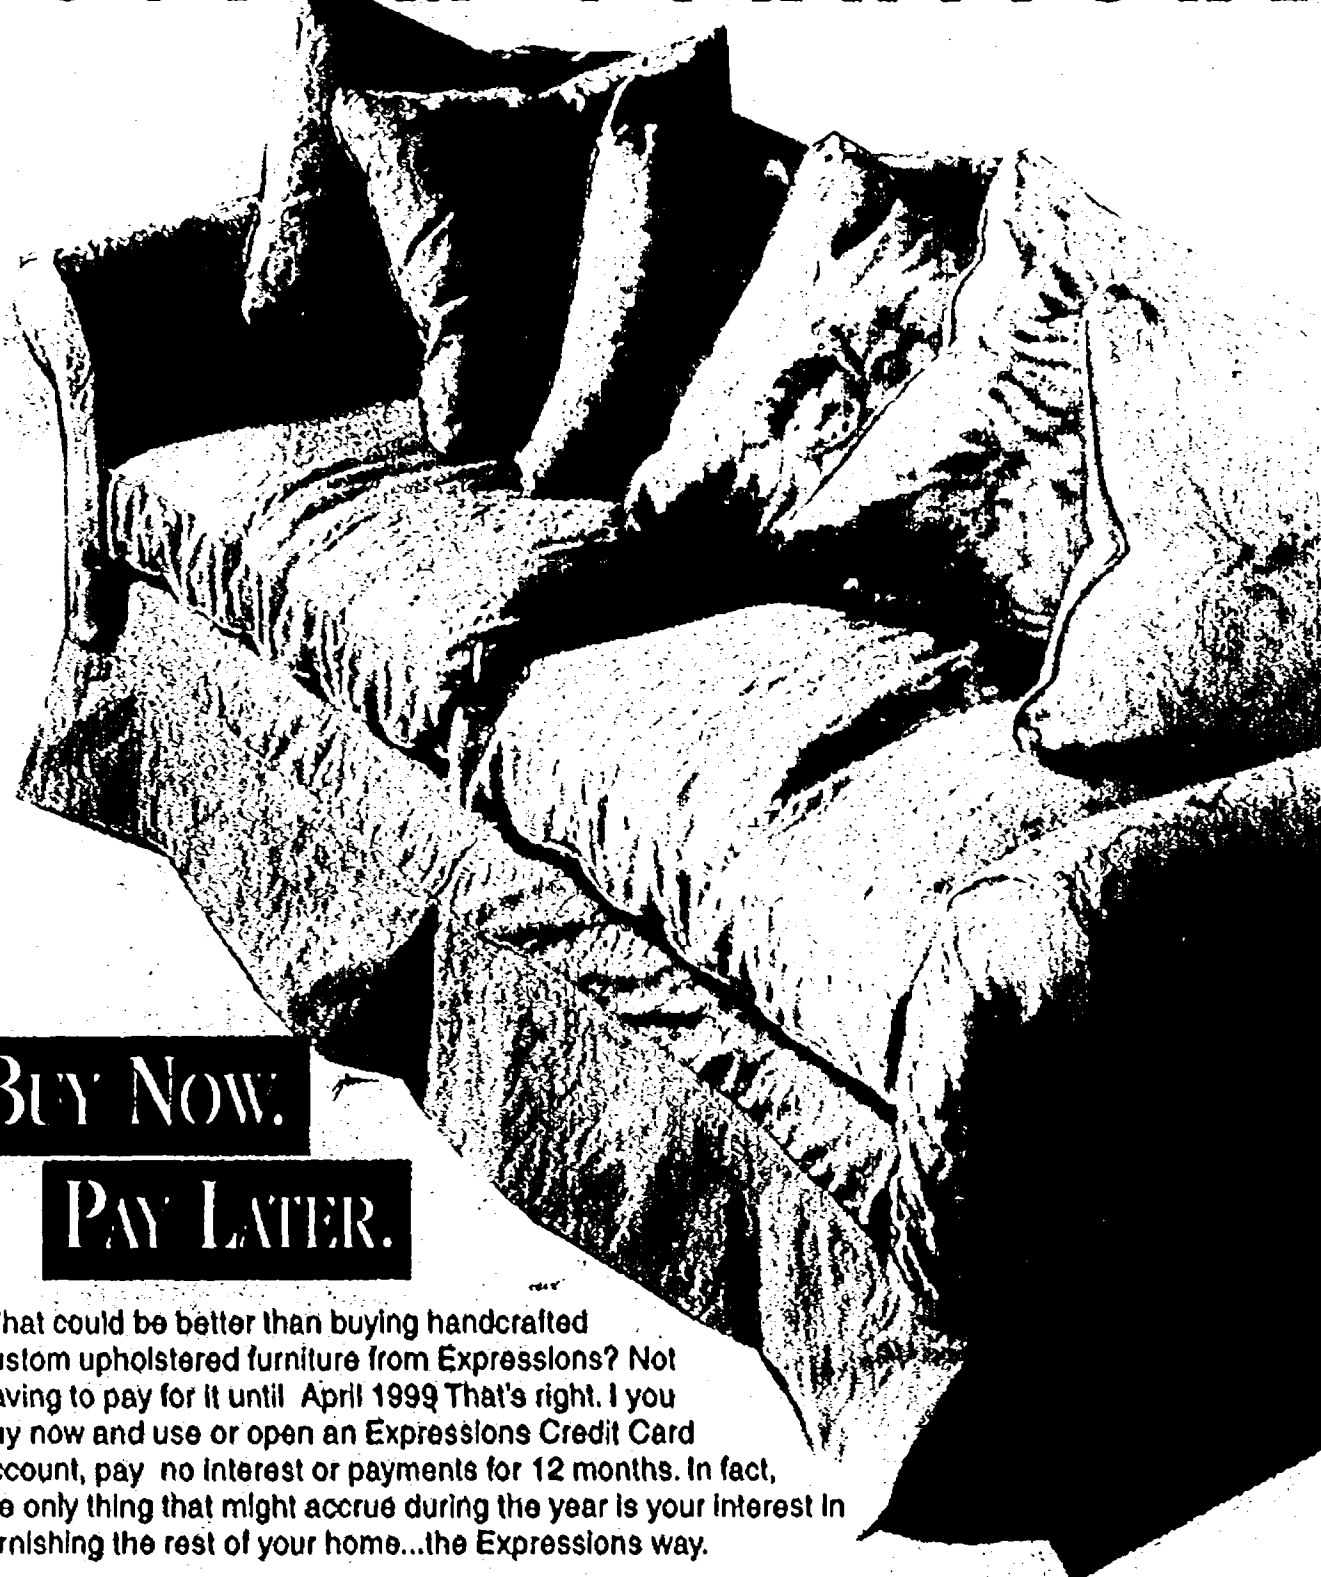 BUY NOW.
PAY LATER.
hat could be better than buying handcrafted
ustom upholstered furniture from Expressions? Not
aving to pay for it until April 1999 That's right. I you
uy now and use or open an Expressions Credit Card
ccount, pay no interest or payments for 12 months. In fact,
e only thing that might accrue during the year is your interest in
rnishing the rest of your home...the Expressions way.